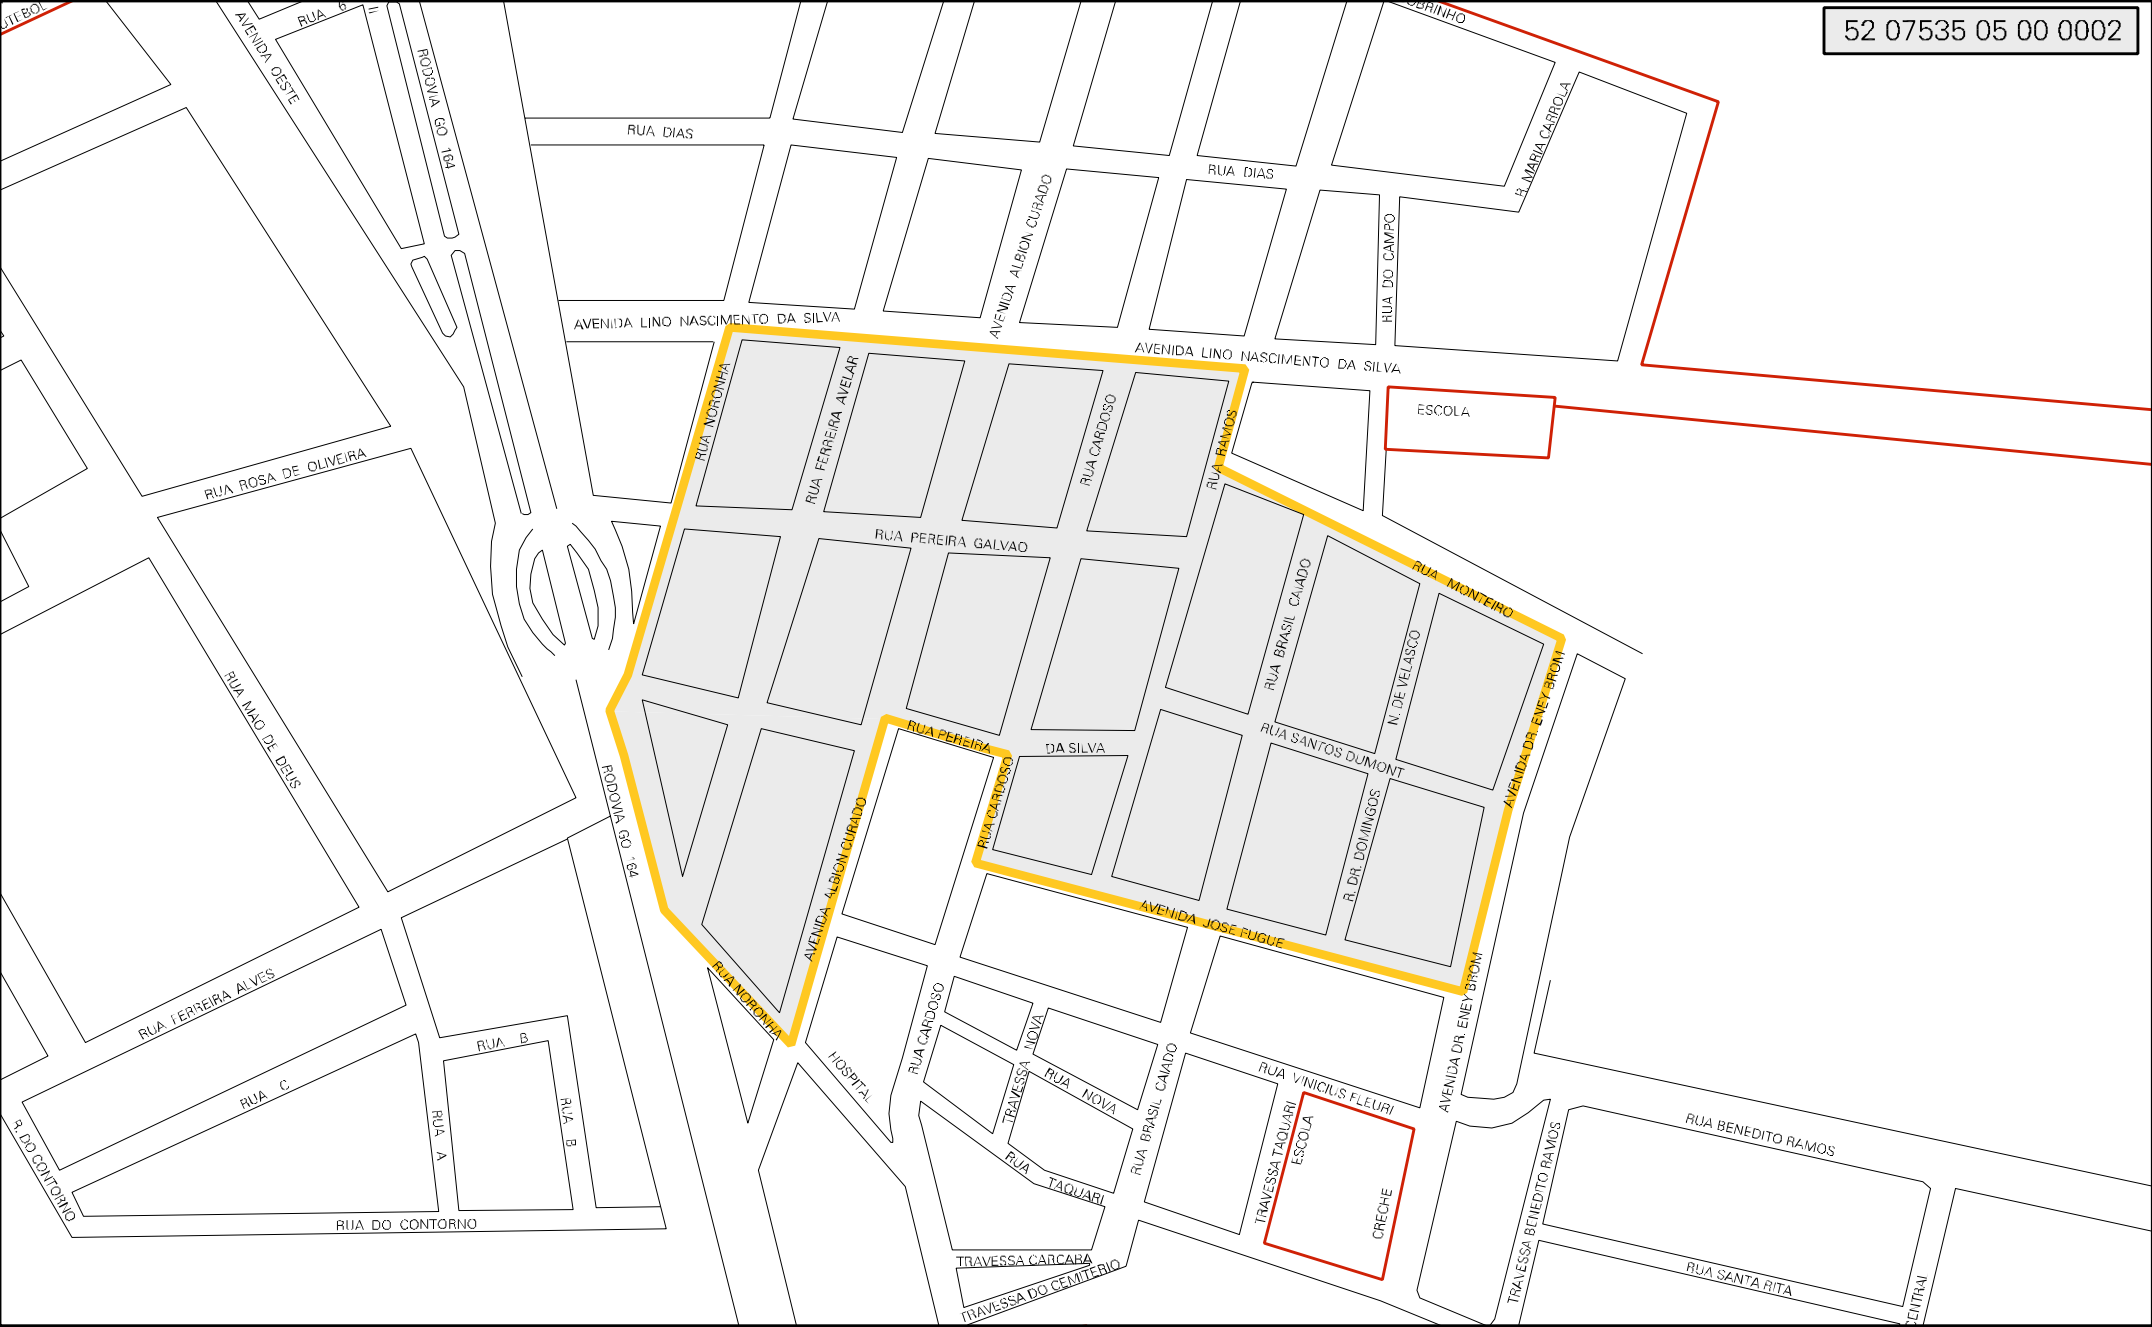 52 07535 05 00 0002
RUA 6
AVENIDA OESTE
RODOVIA GO 164
RUA DIAS
RUA DIAS
R. MARIA CARROLA
AVENIDA ALBION CURADO
RUA DO CAMPO
AVENIDA LINO NASCIMENTO DA SILVA
AVENIDA LINO NASCIMENTO DA SILVA
ESCOLA
RUA NORONHA
RUA FERREIRA AVELAR
RUA CARDOSO
RUA RAMOS
RUA ROSA DE OLIVEIRA
RUA PEREIRA GALVAO
RUA MONTEIRO
RUA BRASIL CAIADO
N. DE VELASCO
AVENIDA DR. ENEY BROM
RUA MAO DE DEUS
RUA PEREIRA
DA SILVA
RUA SANTOS DUMONT
RODOVIA GO 164
RUA CARDOSO
R. DR. DOMINGOS
AVENIDA ALBION CURADO
AVENIDA JOSE FUGUE
RUA NORONHA
RUA FERREIRA ALVES
RUA B
RUA C
RUA A
RUA B
R. DO CONTORNO
RUA DO CONTORNO
HOSPITAL
RUA CARDOSO
TRAVESSA NOVA
RUA NOVA
RUA BRASIL CAIADO
AVENIDA DR. ENEY BROM
RUA VINICIUS FLEURI
TRAVESSA TAQUARI
ESCOLA
CRECHE
RUA TAQUARI
TRAVESSA CARCARA
TRAVESSA DO CEMITERIO
RUA BENEDITO RAMOS
TRAVESSA BENEDITO RAMOS
RUA SANTA RITA